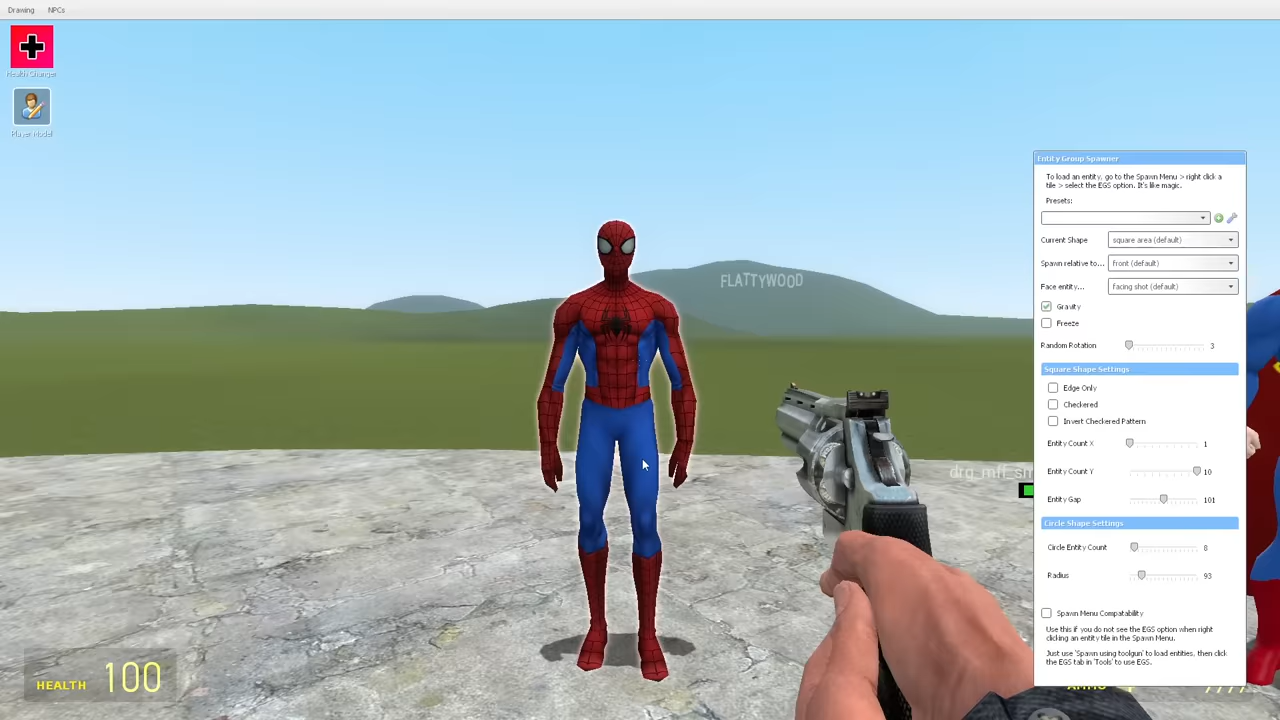 Drawing NPCs
Health Changer
Player Model
FLATTYWOOD
drg_mff_sm
HEALTH 100
Entity Group Spawner
To load an entity, go to the Spawn Menu > right click a
tile > select the EGS option. It's like magic.
Presets:
Current Shape square area (default)
Spawn relative to... front (default)
Face entity... facing shot (default)
Gravity
Freeze
Random Rotation 3
Square Shape Settings
Edge Only
Checkered
Invert Checkered Pattern
Entity Count X 1
Entity Count Y 10
Entity Gap 101
Circle Shape Settings
Circle Entity Count 8
Radius 93
Spawn Menu Compatability
Use this if you do not see the EGS option when right
clicking an entity tile in the Spawn Menu.
Just use 'Spawn using toolgun' to load entities, then click
the EGS tab in 'Tools' to use EGS.